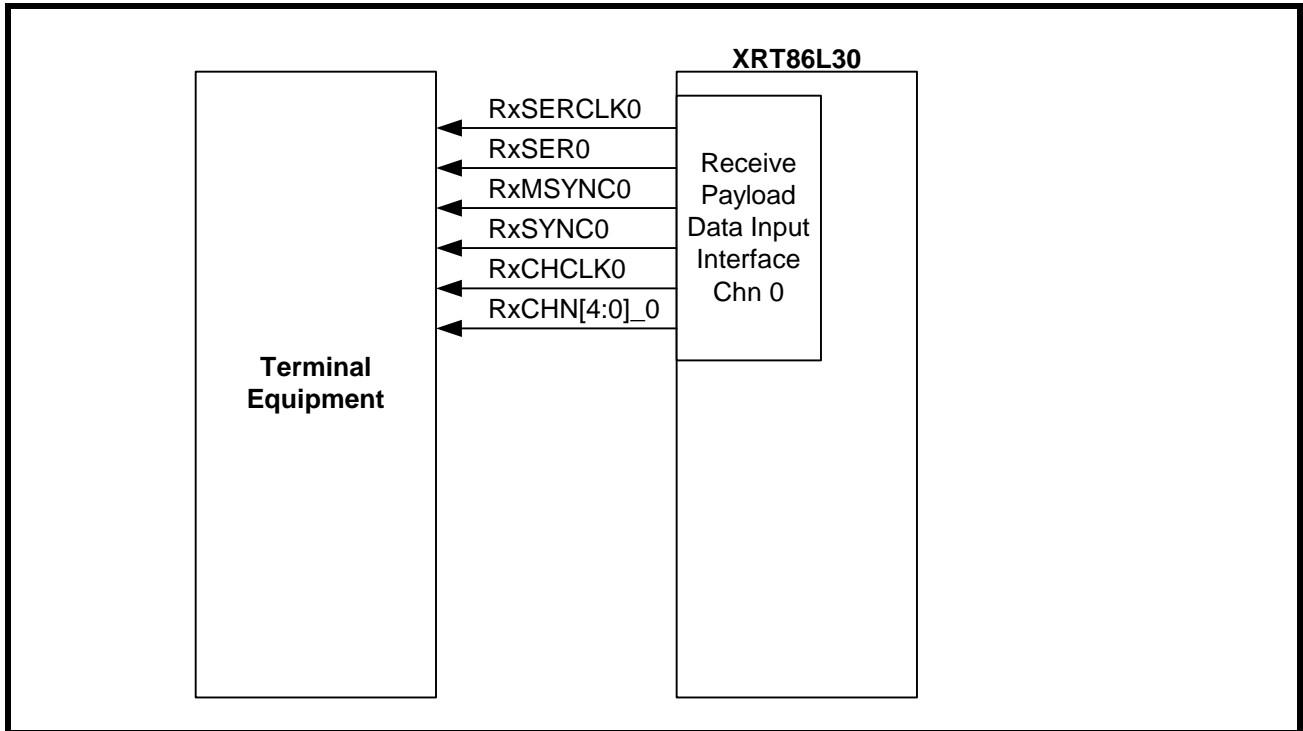 XRT86L30
RxSERCLK0
RxSER0
RxMSYNC0
RxSYNC0
RxCHCLK0
RxCHN[4:0]_0
Receive
Payload
Data Input
Interface
Chn 0
Terminal
Equipment